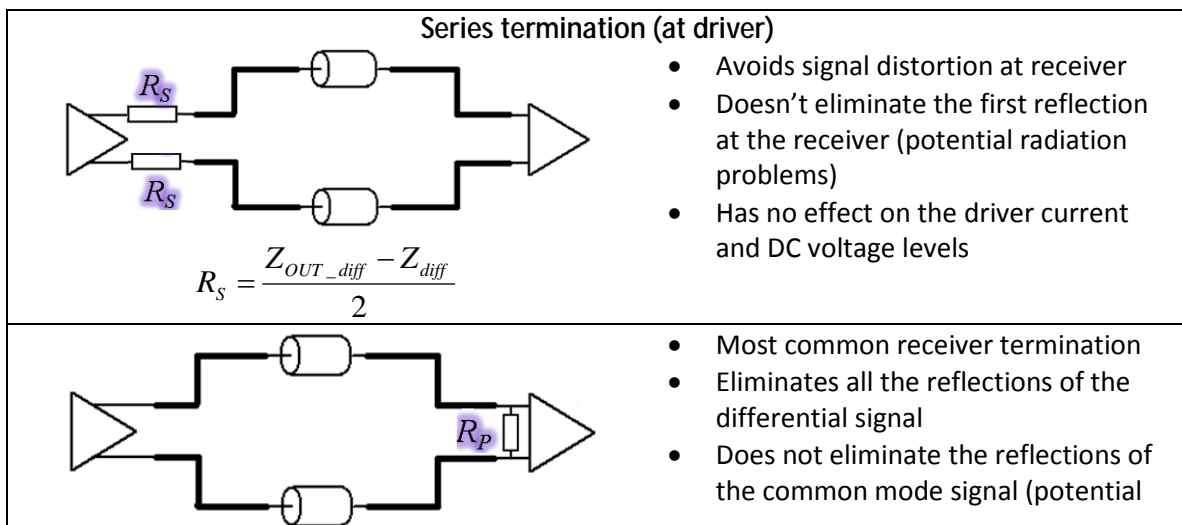 Series termination (at driver)
R_S
R_S
R_S = (Z_OUT_diff − Z_diff) / 2
• Avoids signal distortion at receiver
• Doesn’t eliminate the first reflection
at the receiver (potential radiation
problems)
• Has no effect on the driver current
and DC voltage levels
R_P
• Most common receiver termination
• Eliminates all the reflections of the
differential signal
• Does not eliminate the reflections of
the common mode signal (potential